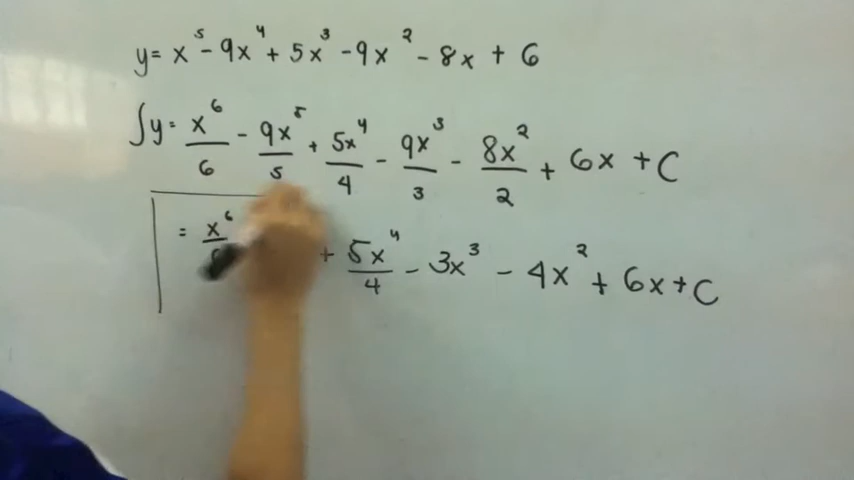 y = x⁵ - 9x⁴ + 5x³ - 9x² - 8x + 6
∫y = x⁶/6 - 9x⁵/5 + 5x⁴/4 - 9x³/3 - 8x²/2 + 6x + C
= x⁶/ + 5x⁴/4 - 3x³ - 4x² + 6x + C